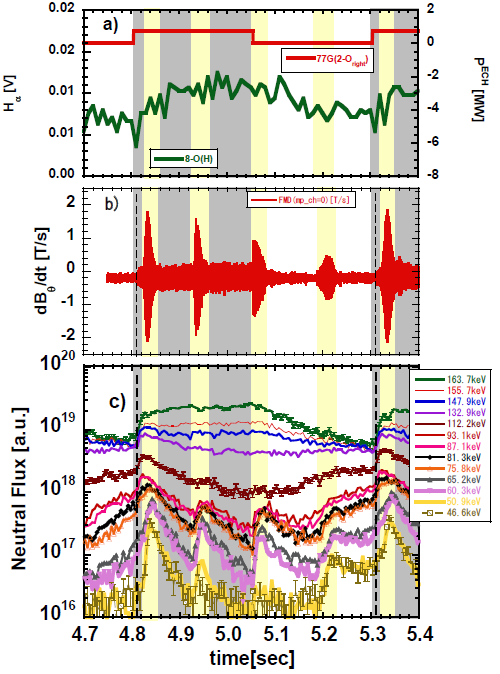 a)
0.02
0.02
0.01
0.01
0.00
Hα [V]
2
0
-2
-4
-6
-8
P^ECH [MW]
77G(2-O_right)
8-O(H)
b)
2
1
0
-1
-2
dB_θ/dt [T/s]
FMD(mp_ch=0)[T/s]
c)
10^20
10^19
10^18
10^17
10^16
Neutral Flux [a.u.]
163.7keV
155.7keV
147.9keV
132.9keV
112.2keV
93.1keV
87.1keV
81.3keV
75.8keV
65.2keV
60.3keV
50.9keV
46.6keV
4.7 4.8 4.9 5.0 5.1 5.2 5.3 5.4
time[sec]